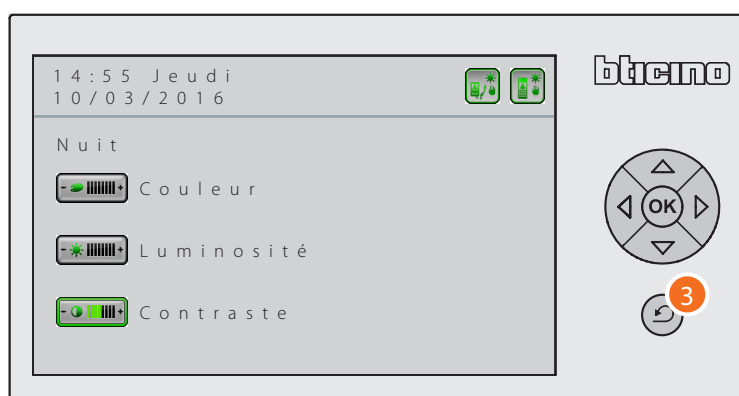 14:55 Jeudi
10/03/2016
bticino
Nuit
- +
Couleur
- +
Luminosité
- +
Contraste
OK
3